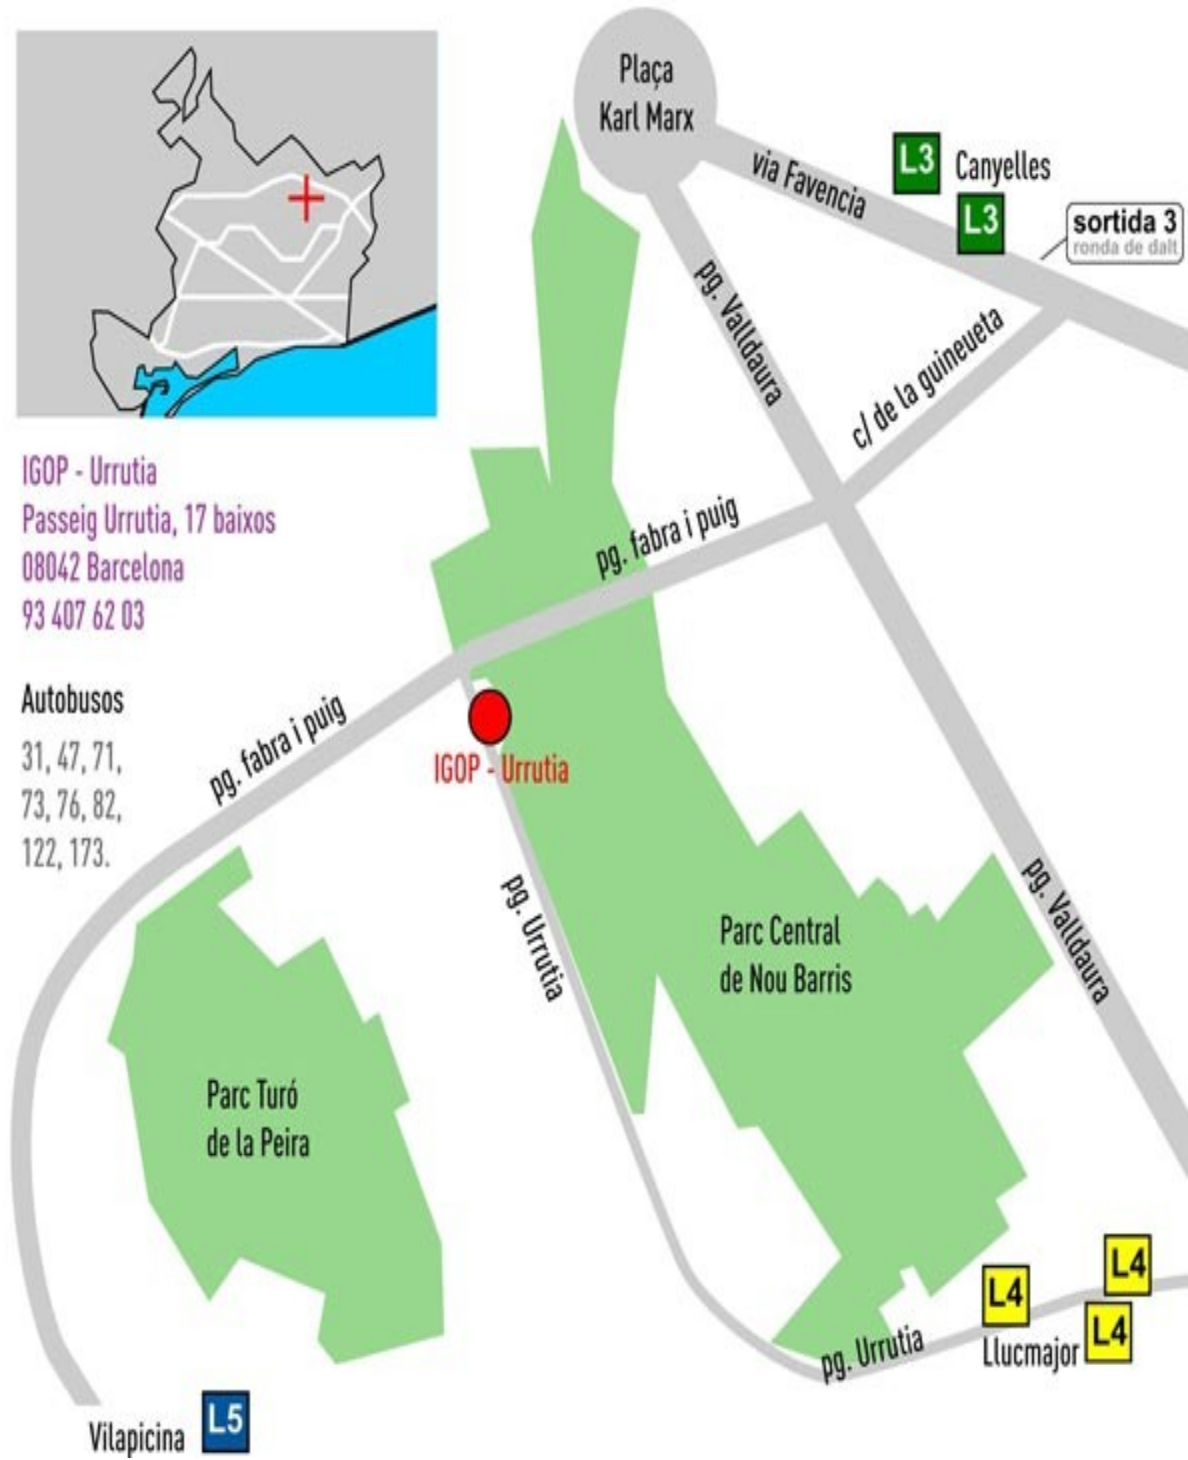 Plaça
Karl Marx
via Favencia
L3
Canyelles
L3
sortida 3
ronda de dalt
pg. Valldaura
c/ de la guineueta
IGOP - Urrutia
Passeig Urrutia, 17 baixos
08042 Barcelona
93 407 62 03
pg. fabra i puig
Autobusos
31, 47, 71,
73, 76, 82,
122, 173.
pg. fabra i puig
IGOP - Urrutia
pg. Urrutia
Parc Central
de Nou Barris
pg. Valldaura
Parc Turó
de la Peira
L4
L4
L4
Llucmajor
pg. Urrutia
Vilapicina
L5